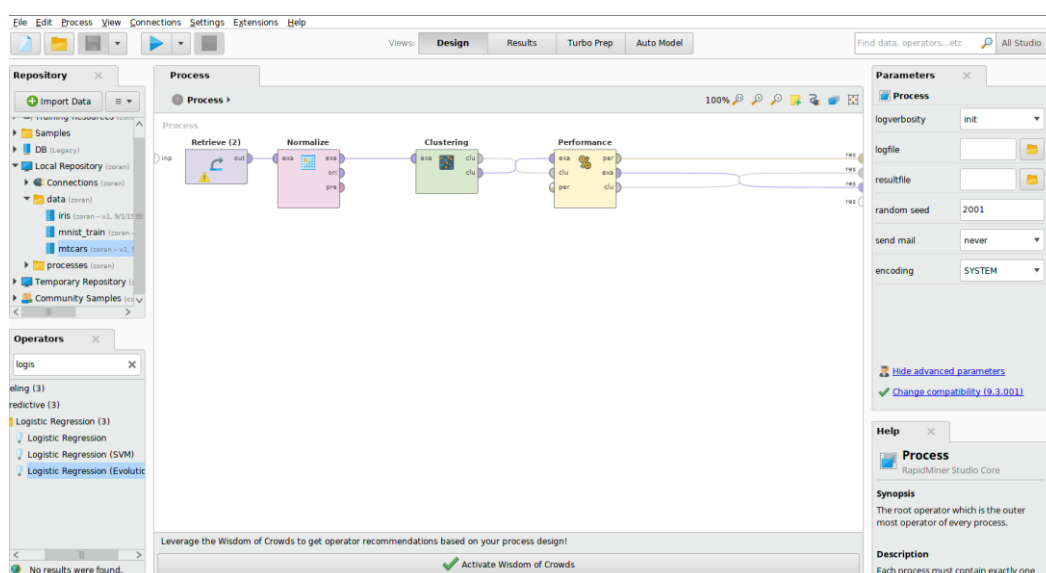 File Edit Process View Connections Settings Extensions Help
Views: Design Results Turbo Prep Auto Model
Find data, operators...etc All Studio
Repository
Import Data
Training Resources
Samples
DB (Legacy)
Local Repository (zoran)
Connections (zoran)
data (zoran)
iris (zoran – v1, 9/1/15
mnist_train (zoran -
mtcars (zoran – v1,
processes (zoran)
Temporary Repository
Community Samples
Operators
logis
eling (3)
redictive (3)
Logistic Regression (3)
Logistic Regression
Logistic Regression (SVM)
Logistic Regression (Evolutic
No results were found.
Process
Process
100%
Process
inp
Retrieve (2)
out
Normalize
exa exa
ori
pre
Clustering
exa clu
clu
Performance
exa per
clu exa
per clu
res
res
res
res
Leverage the Wisdom of Crowds to get operator recommendations based on your process design!
Activate Wisdom of Crowds
Parameters
Process
logverbosity init
logfile
resultfile
random seed 2001
send mail never
encoding SYSTEM
Hide advanced parameters
Change compatibility (9.3.001)
Help
Process
RapidMiner Studio Core
Synopsis
The root operator which is the outer
most operator of every process.
Description
Each process must contain exactly one